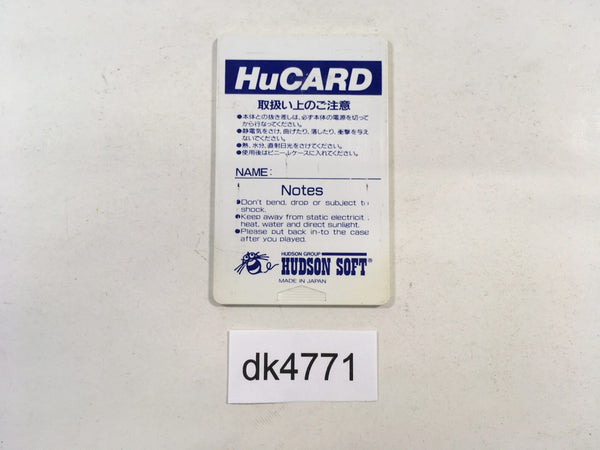 HuCARD
取扱い上のご注意
●本体との抜き差しは、必ず本体の電源を切って
から行なってください。
●静電気をさけ、曲げたり、落したり、衝撃を与え
ないでください。
●熱、水分、直射日光をさけてください。
●使用後はビニールケースに入れてください。
NAME:
Notes
●Don't bend, drop or subject to
shock.
●Keep away from static electricit
heat, water and direct sunlight.
●Please put back in-to the case
after you played.
HUDSON GROUP
HUDSON SOFT®
MADE IN JAPAN
dk4771